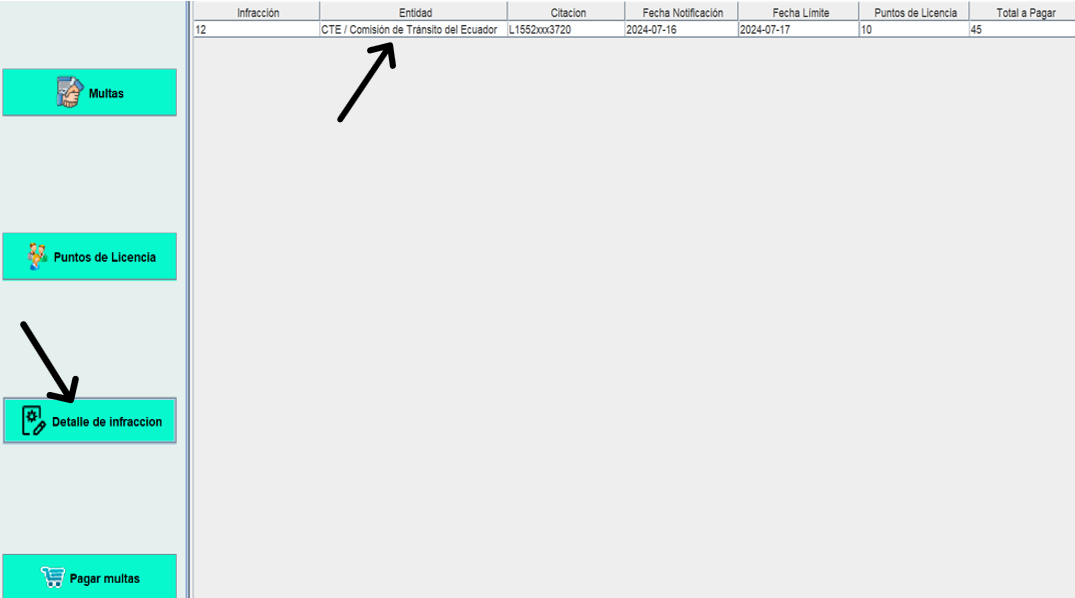 Infracción Entidad Citacion Fecha Notificación Fecha Límite Puntos de Licencia Total a Pagar
12 CTE / Comisión de Tránsito del Ecuador L1552xxx3720 2024-07-16 2024-07-17 10 45
Multas
Puntos de Licencia
Detalle de infraccion
Pagar multas